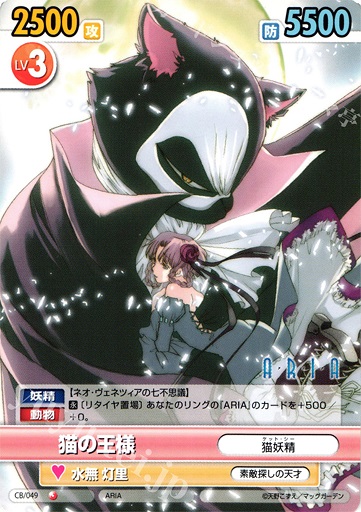 2500 攻
防 5500
LV3
ARIA
妖精
動物
【ネオ・ヴェネツィアの七不思議】
永 [リタイヤ置場] あなたのリングの『ARIA』のカードを+500/
+0。
猫の王様
ケット・シー
猫妖精
♥ 水無 灯里
素敵探しの天才
CB/049
ARIA
©天野こずえ/マッグガーデン